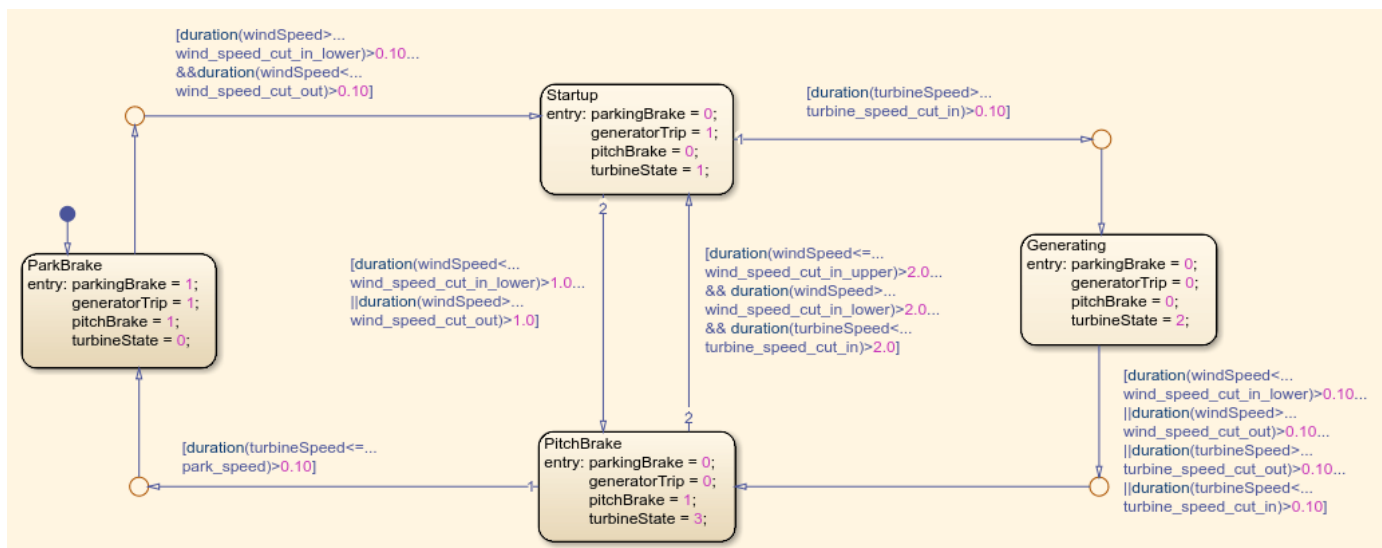 [duration(windSpeed>...
wind_speed_cut_in_lower)>0.10...
&&duration(windSpeed<...
wind_speed_cut_out)>0.10]
Startup
entry: parkingBrake = 0;
generatorTrip = 1;
pitchBrake = 0;
turbineState = 1;
[duration(turbineSpeed>...
turbine_speed_cut_in)>0.10]
1
2
ParkBrake
entry: parkingBrake = 1;
generatorTrip = 1;
pitchBrake = 1;
turbineState = 0;
[duration(windSpeed<...
wind_speed_cut_in_lower)>1.0...
||duration(windSpeed>...
wind_speed_cut_out)>1.0]
[duration(windSpeed<=...
wind_speed_cut_in_upper)>2.0...
&& duration(windSpeed>...
wind_speed_cut_in_lower)>2.0...
&& duration(turbineSpeed<...
turbine_speed_cut_in)>2.0]
Generating
entry: parkingBrake = 0;
generatorTrip = 0;
pitchBrake = 0;
turbineState = 2;
[duration(windSpeed<...
wind_speed_cut_in_lower)>0.10...
||duration(windSpeed>...
wind_speed_cut_out)>0.10...
||duration(turbineSpeed>...
turbine_speed_cut_out)>0.10...
||duration(turbineSpeed<...
turbine_speed_cut_in)>0.10]
2
[duration(turbineSpeed<=...
park_speed)>0.10]
1
PitchBrake
entry: parkingBrake = 0;
generatorTrip = 0;
pitchBrake = 1;
turbineState = 3;